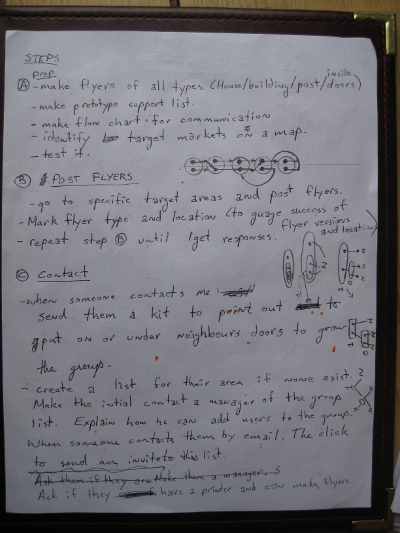 STEPS
PREP
inside
(A) - make flyers of all types. (House/building/post/doors)
- make prototype support list.
- make flow chart for communication
- identify target markets on a map.
- test it.
(B) POST FLYERS
- go to specific target areas and post flyers.
- Mark flyer type and location (to guage success of
flyer versions
and location)
- repeat step (B) until I get responses.
(C) Contact
- when someone contacts me
send them a kit to print out to
put on or under neighbours doors to grow
the group.
- create a list for their area if none exist.
Make the intial contact a manager of the group
list. Explain how he can add users to the group.
When someone contacts them by email. The click
to send an invite to this list.
Ask them if they are Make them a manager.
Ask if they have a printer and can make flyers